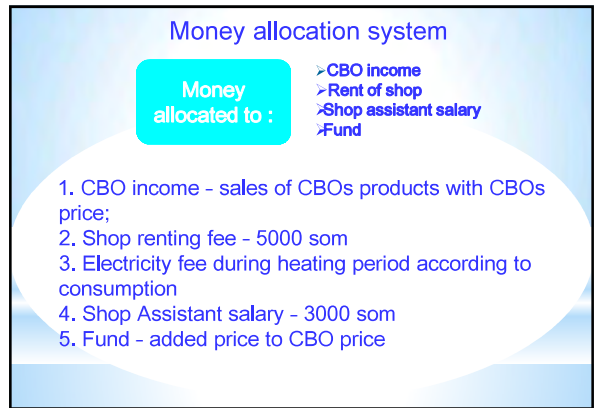 Money allocation system
Money
allocated to :
➢CBO income
➢Rent of shop
➢Shop assistant salary
➢Fund
1. CBO income - sales of CBOs products with CBOs
price;
2. Shop renting fee - 5000 som
3. Electricity fee during heating period according to
consumption
4. Shop Assistant salary - 3000 som
5. Fund - added price to CBO price